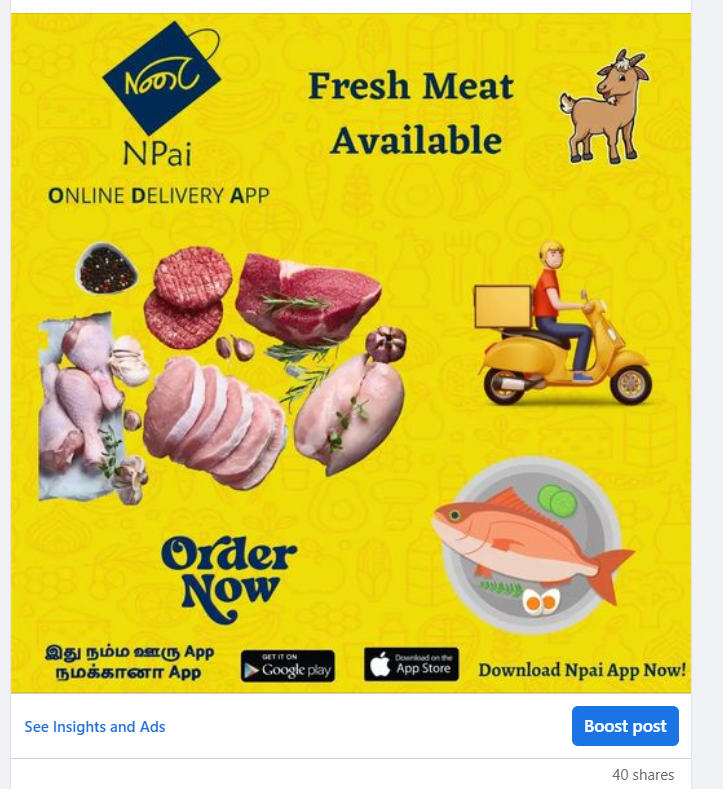 NPai
ONLINE DELIVERY APP
Fresh Meat
Available
Order
Now
இது நம்ம ஊரு App
நமக்கானா App
GET IT ON
Google play
Download on the
App Store
Download Npai App Now!
See Insights and Ads
Boost post
40 shares